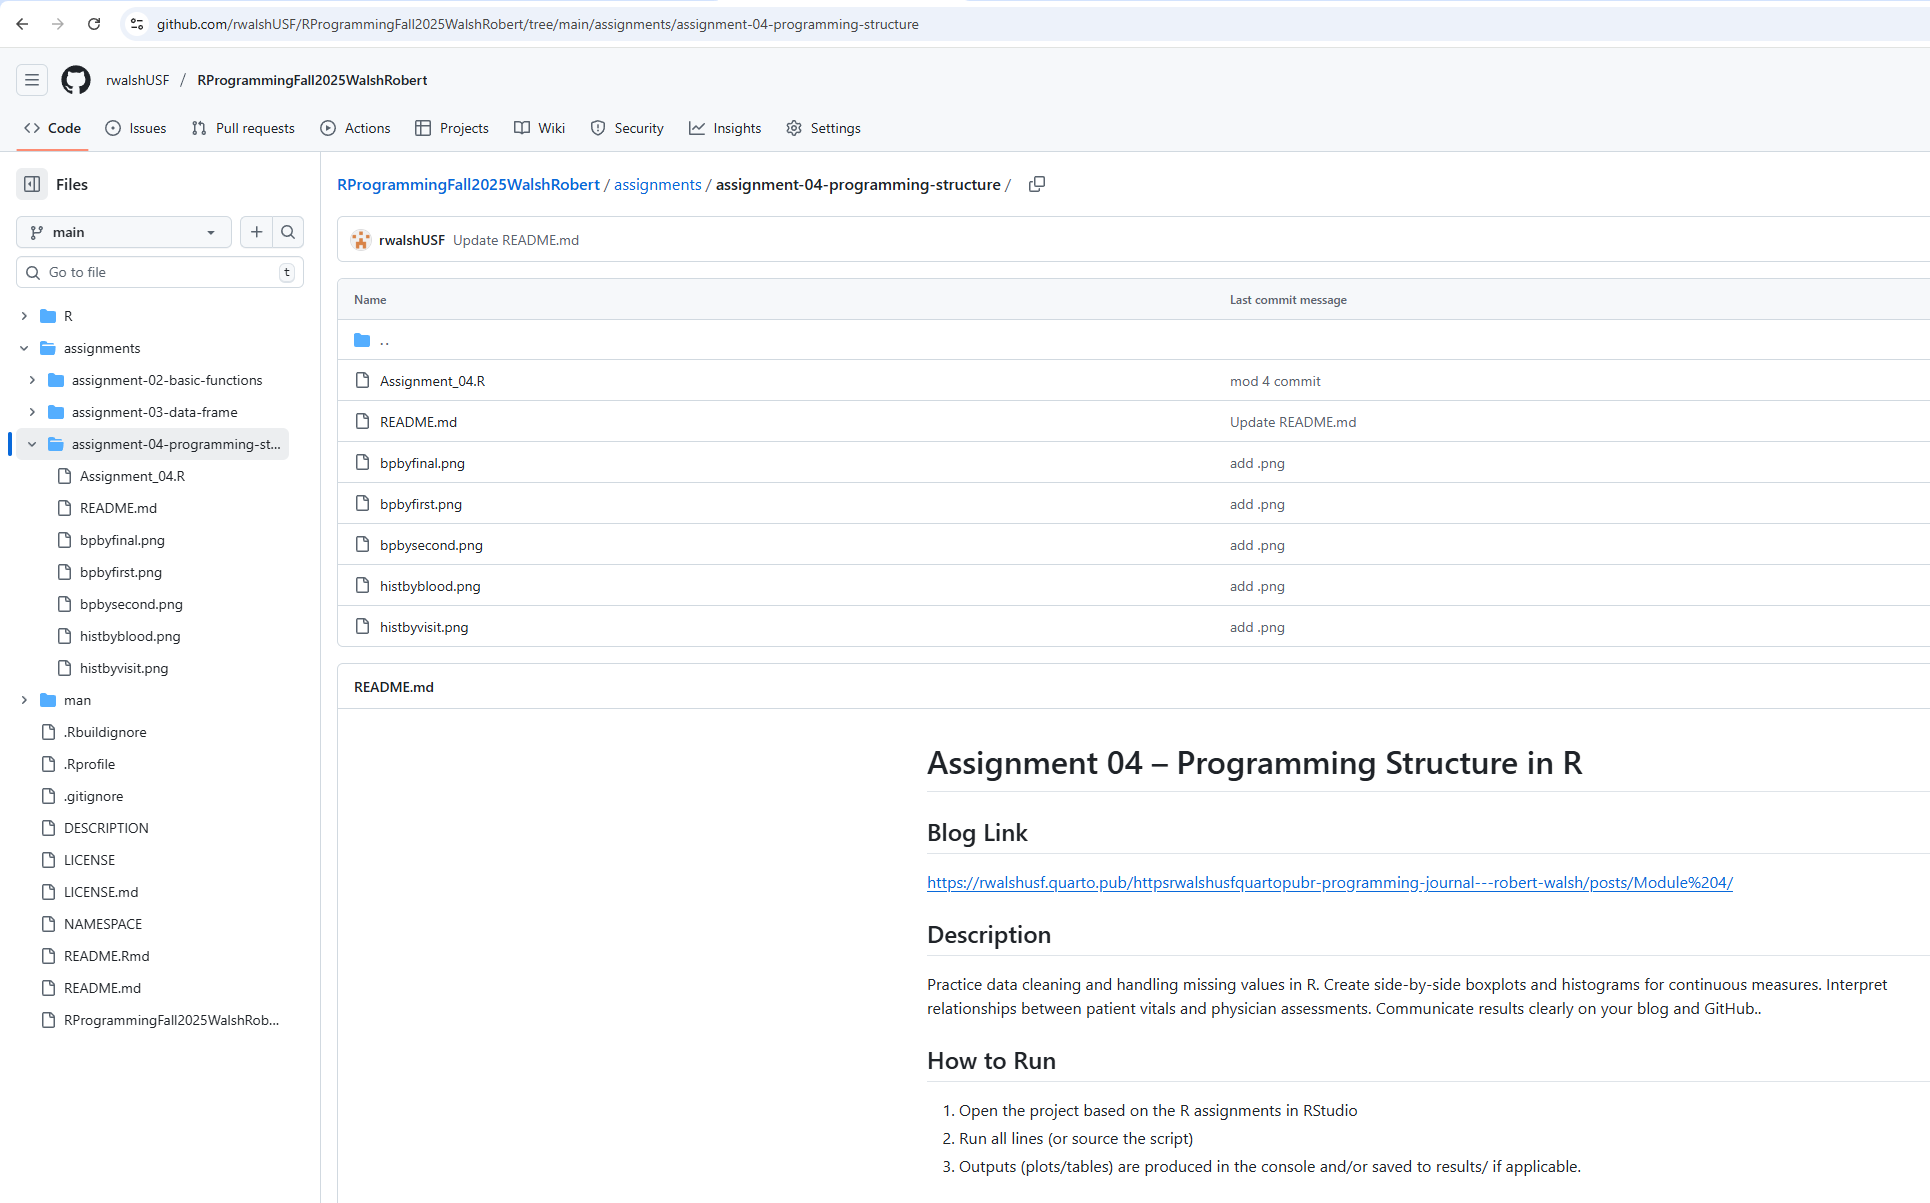 github.com/rwalshUSF/RProgrammingFall2025WalshRobert/tree/main/assignments/assignment-04-programming-structure
rwalshUSF / RProgrammingFall2025WalshRobert
Code Issues Pull requests Actions Projects Wiki Security Insights Settings
Files
main
Go to file t
R
assignments
assignment-02-basic-functions
assignment-03-data-frame
assignment-04-programming-st...
Assignment_04.R
README.md
bpbyfinal.png
bpbyfirst.png
bpbysecond.png
histbyblood.png
histbyvisit.png
man
.Rbuildignore
.Rprofile
.gitignore
DESCRIPTION
LICENSE
LICENSE.md
NAMESPACE
README.Rmd
README.md
RProgrammingFall2025WalshRob...
RProgrammingFall2025WalshRobert / assignments / assignment-04-programming-structure /
rwalshUSF Update README.md
Name Last commit message
..
Assignment_04.R mod 4 commit
README.md Update README.md
bpbyfinal.png add .png
bpbyfirst.png add .png
bpbysecond.png add .png
histbyblood.png add .png
histbyvisit.png add .png
README.md
Assignment 04 – Programming Structure in R
Blog Link
https://rwalshusf.quarto.pub/httpsrwalshusfquartopubr-programming-journal---robert-walsh/posts/Module%204/
Description
Practice data cleaning and handling missing values in R. Create side-by-side boxplots and histograms for continuous measures. Interpret
relationships between patient vitals and physician assessments. Communicate results clearly on your blog and GitHub..
How to Run
1. Open the project based on the R assignments in RStudio
2. Run all lines (or source the script)
3. Outputs (plots/tables) are produced in the console and/or saved to results/ if applicable.